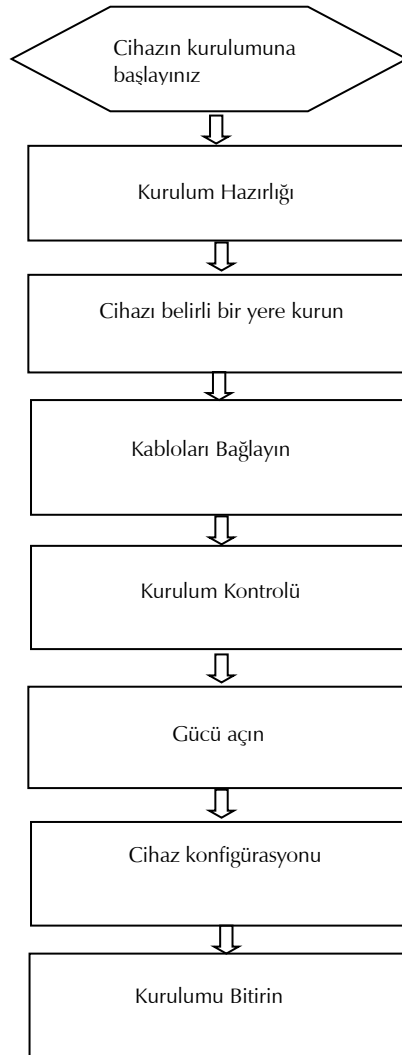 Cihazın kurulumuna
başlayınız
Kurulum Hazırlığı
Cihazı belirli bir yere kurun
Kabloları Bağlayın
Kurulum Kontrolü
Gücü açın
Cihaz konfigürasyonu
Kurulumu Bitirin